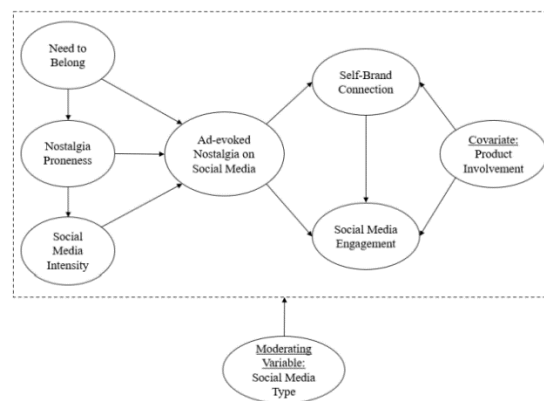 Need to
Belong
Nostalgia
Proneness
Social
Media
Intensity
Ad-evoked
Nostalgia on
Social Media
Self-Brand
Connection
Social Media
Engagement
Covariate:
Product
Involvement
Moderating
Variable:
Social Media
Type